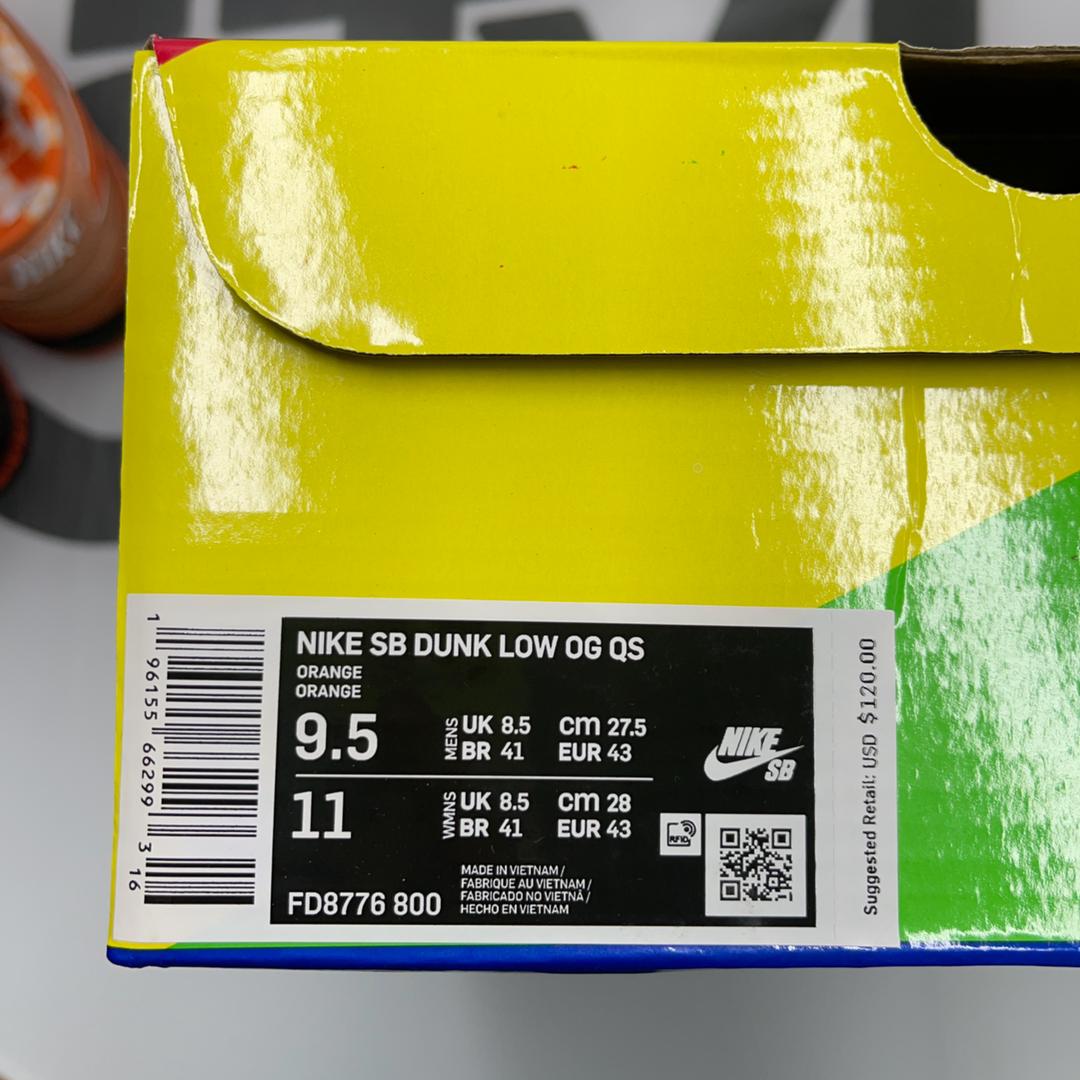 NIKE
1 96155 66299 3 16
NIKE SB DUNK LOW OG QS
ORANGE
ORANGE
9.5
MENS
UK 8.5 cm 27.5
BR 41 EUR 43
11
WMNS
UK 8.5 cm 28
BR 41 EUR 43
NIKE
SB
RFID
MADE IN VIETNAM /
FABRIQUE AU VIETNAM /
FABRICADO NO VIETNÃ /
HECHO EN VIETNAM
FD8776 800
Suggested Retail: USD $120.00